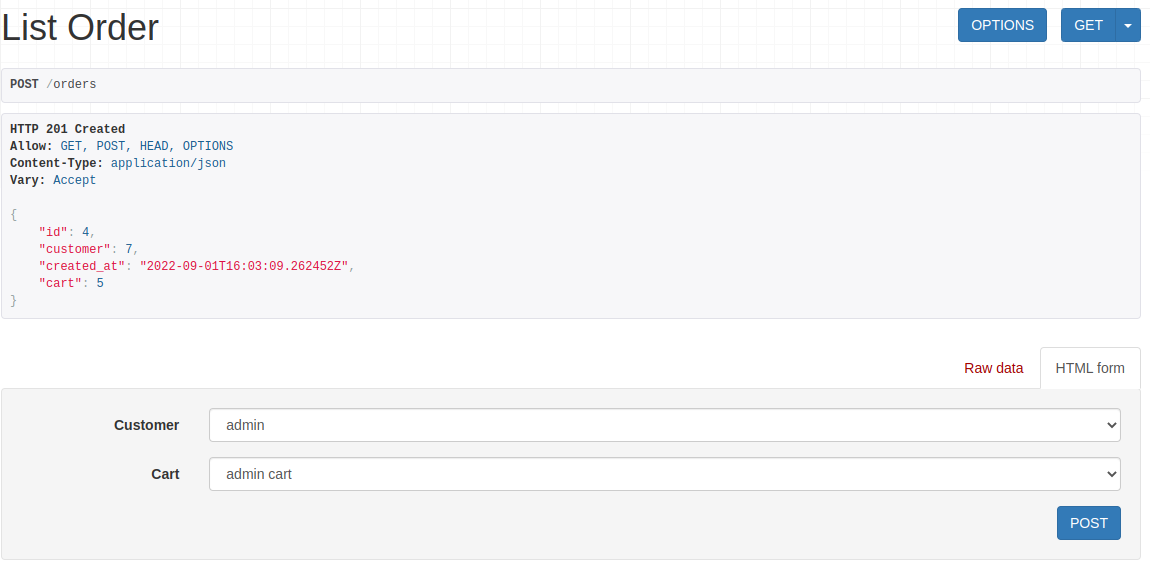 List Order
OPTIONS
GET
POST /orders
HTTP 201 Created
Allow: GET, POST, HEAD, OPTIONS
Content-Type: application/json
Vary: Accept
{
    "id": 4,
    "customer": 7,
    "created_at": "2022-09-01T16:03:09.262452Z",
    "cart": 5
}
Raw data
HTML form
Customer
admin
Cart
admin cart
POST